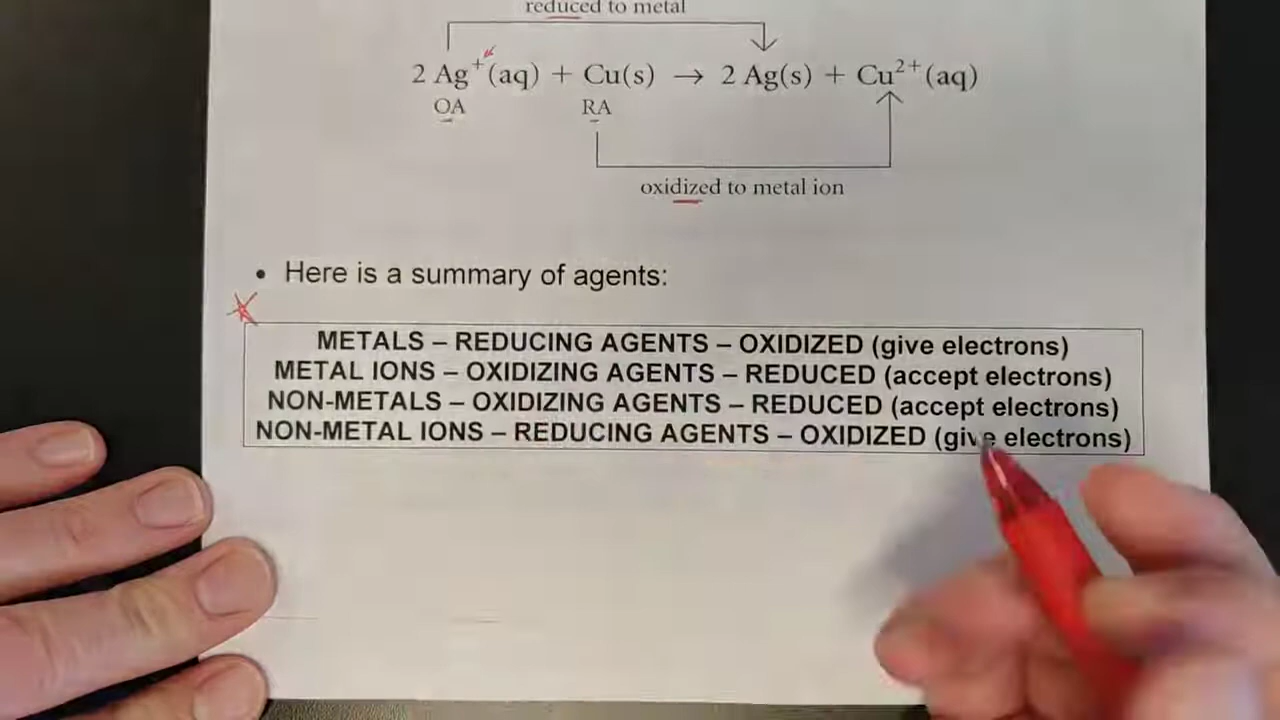 reduced to metal
2 Ag⁺(aq) + Cu(s) → 2 Ag(s) + Cu²⁺(aq)
OA RA
oxidized to metal ion
• Here is a summary of agents:
METALS – REDUCING AGENTS – OXIDIZED (give electrons)
METAL IONS – OXIDIZING AGENTS – REDUCED (accept electrons)
NON-METALS – OXIDIZING AGENTS – REDUCED (accept electrons)
NON-METAL IONS – REDUCING AGENTS – OXIDIZED (give electrons)